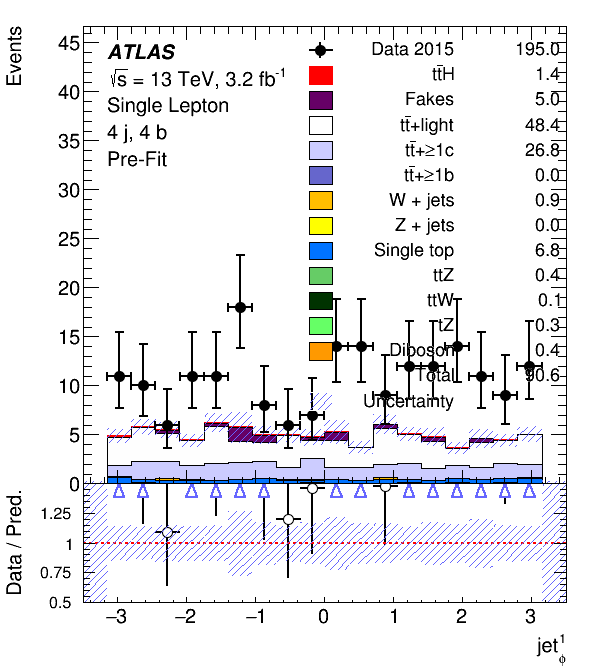 Events
ATLAS
√s = 13 TeV, 3.2 fb⁻¹
Single Lepton
4 j, 4 b
Pre-Fit
Data 2015 195.0
tt̄H 1.4
Fakes 5.0
tt̄+light 48.4
tt̄+≥1c 26.8
tt̄+≥1b 0.0
W + jets 0.9
Z + jets 0.0
Single top 6.8
ttZ 0.4
ttW 0.1
tZ 0.3
Diboson 0.4
Total 90.6
Uncertainty
45
40
35
30
25
20
15
10
5
0
Data / Pred.
1.25
1
0.75
0.5
−3 −2 −1 0 1 2 3
jet¹_ϕ